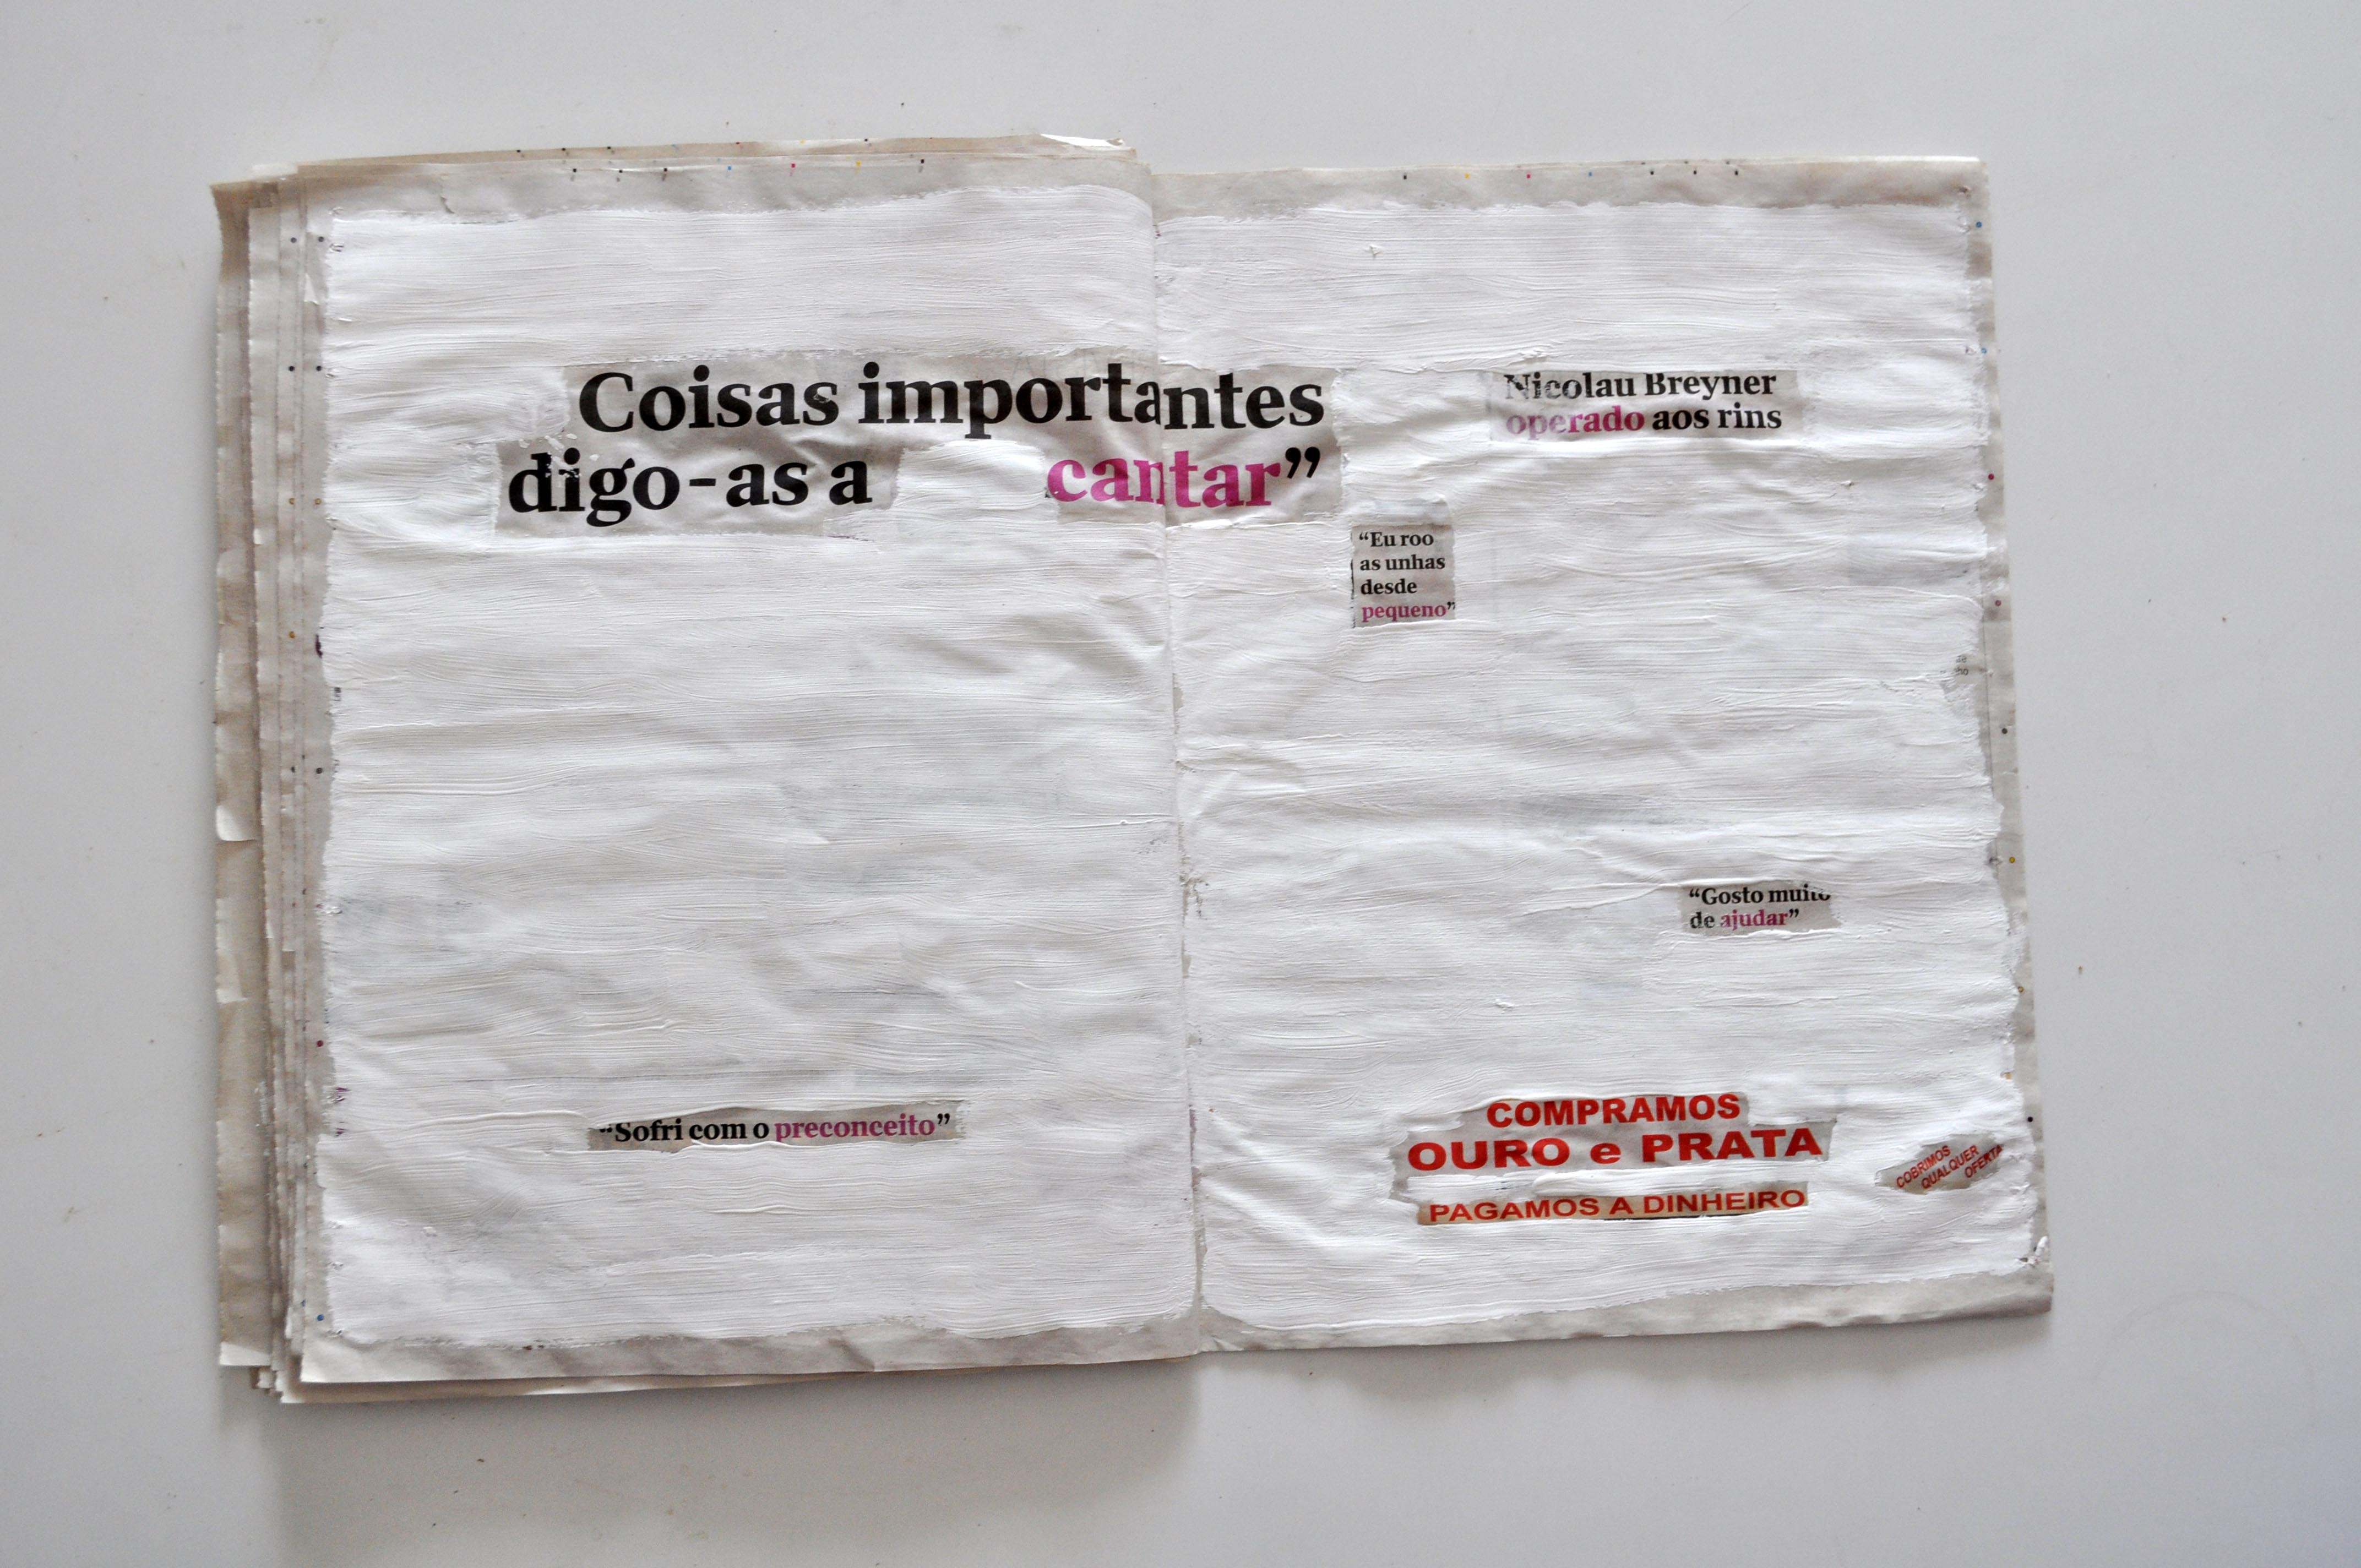 Coisas importantes
digo-as a cantar”
Nicolau Breyner
operado aos rins
“Eu roo
as unhas
desde
pequeno”
“Gosto muito
de ajudar”
“Sofri com o preconceito”
COMPRAMOS
OURO e PRATA
PAGAMOS A DINHEIRO
COBRIMOS
QUALQUER
OFERTA